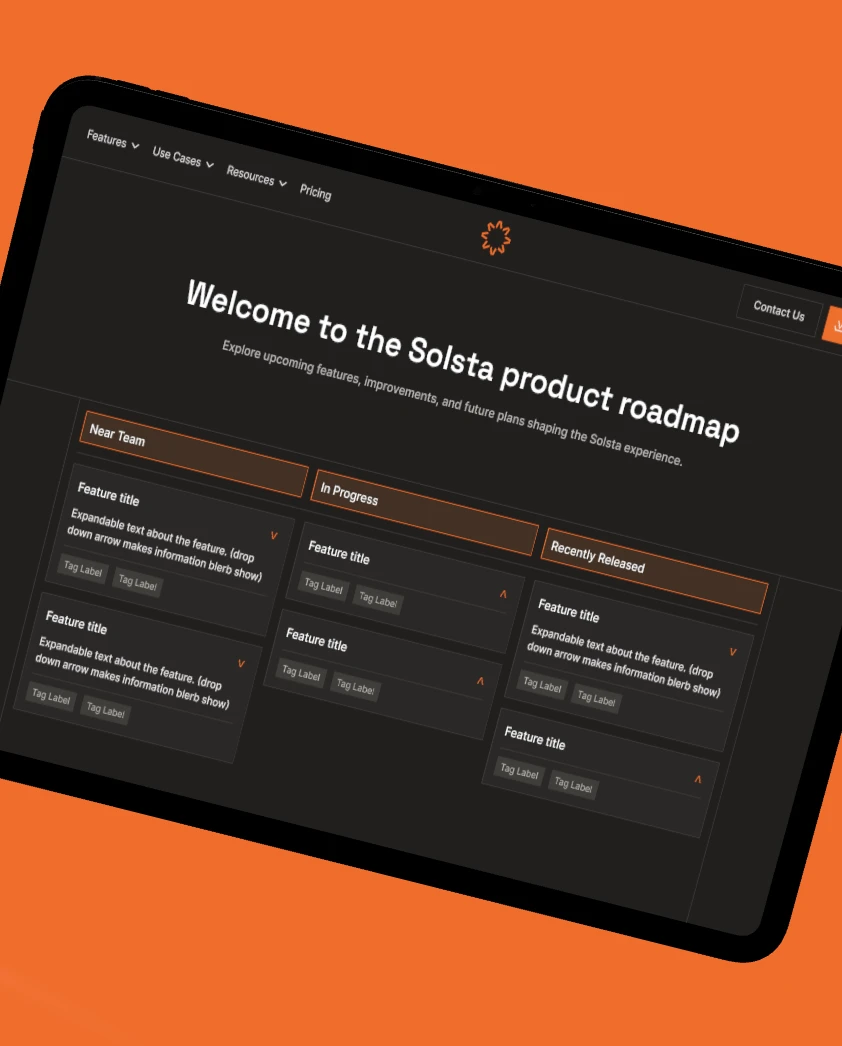 Features
Use Cases
Resources
Pricing
Contact Us
Welcome to the Solsta product roadmap
Explore upcoming features, improvements, and future plans shaping the Solsta experience.
Near Team
Feature title
Expandable text about the feature. (drop
down arrow makes information blerb show)
Tag Label
Tag Label
Feature title
Expandable text about the feature. (drop
down arrow makes information blerb show)
Tag Label
Tag Label
In Progress
Feature title
Tag Label
Tag Label
Feature title
Tag Label
Tag Label
Recently Released
Feature title
Expandable text about the feature. (drop
down arrow makes information blerb show)
Tag Label
Tag Label
Feature title
Tag Label
Tag Label